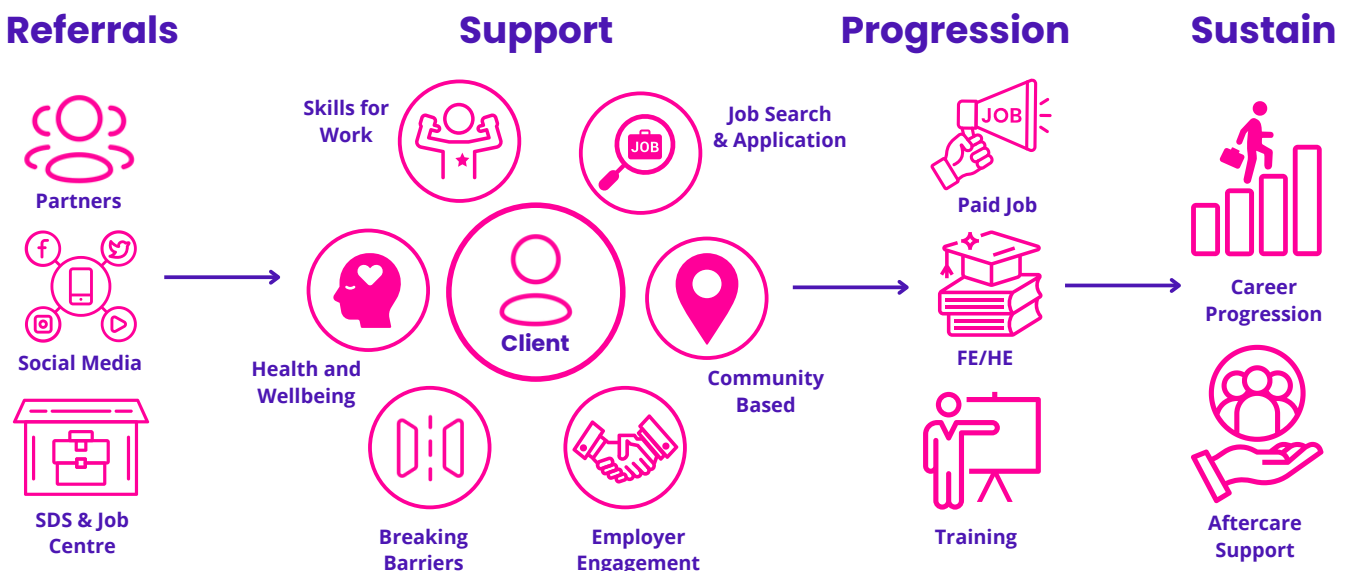 Referrals
Partners
Social Media
SDS & Job
Centre
Support
Skills for
Work
JOB
Job Search
& Application
Health and
Wellbeing
Client
Community
Based
Breaking
Barriers
Employer
Engagement
Progression
JOB
Paid Job
FE/HE
Training
Sustain
Career
Progression
Aftercare
Support